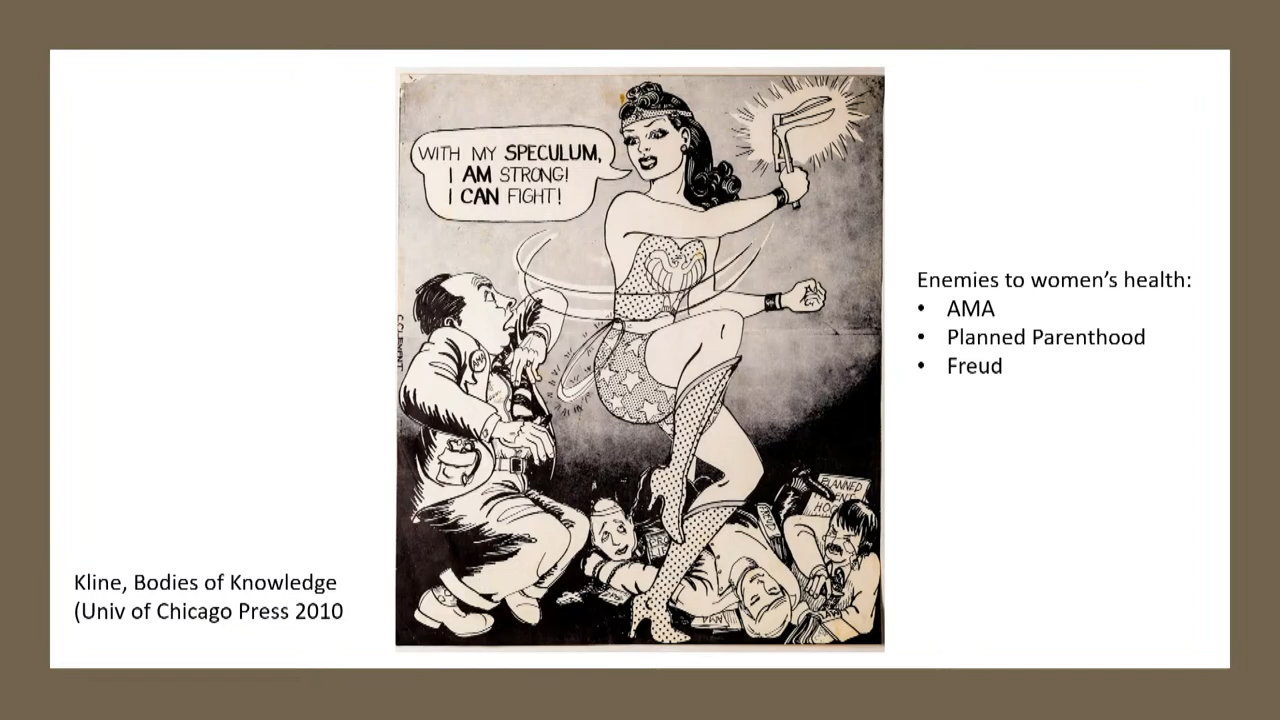 WITH MY SPECULUM,
I AM STRONG!
I CAN FIGHT!
Enemies to women's health:
• AMA
• Planned Parenthood
• Freud
C.CLEMENT
PLANNED
Kline, Bodies of Knowledge
(Univ of Chicago Press 2010